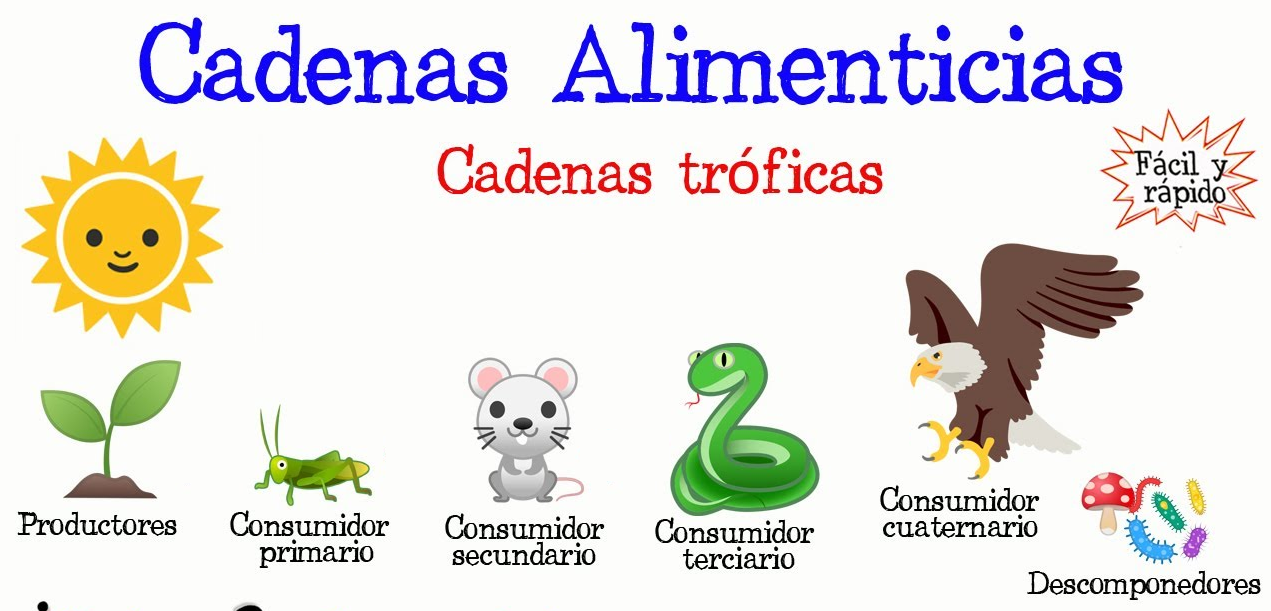 Cadenas Alimenticias
Cadenas tróficas
Fácil y
rápido
Productores
Consumidor
primario
Consumidor
secundario
Consumidor
terciario
Consumidor
cuaternario
Descomponedores